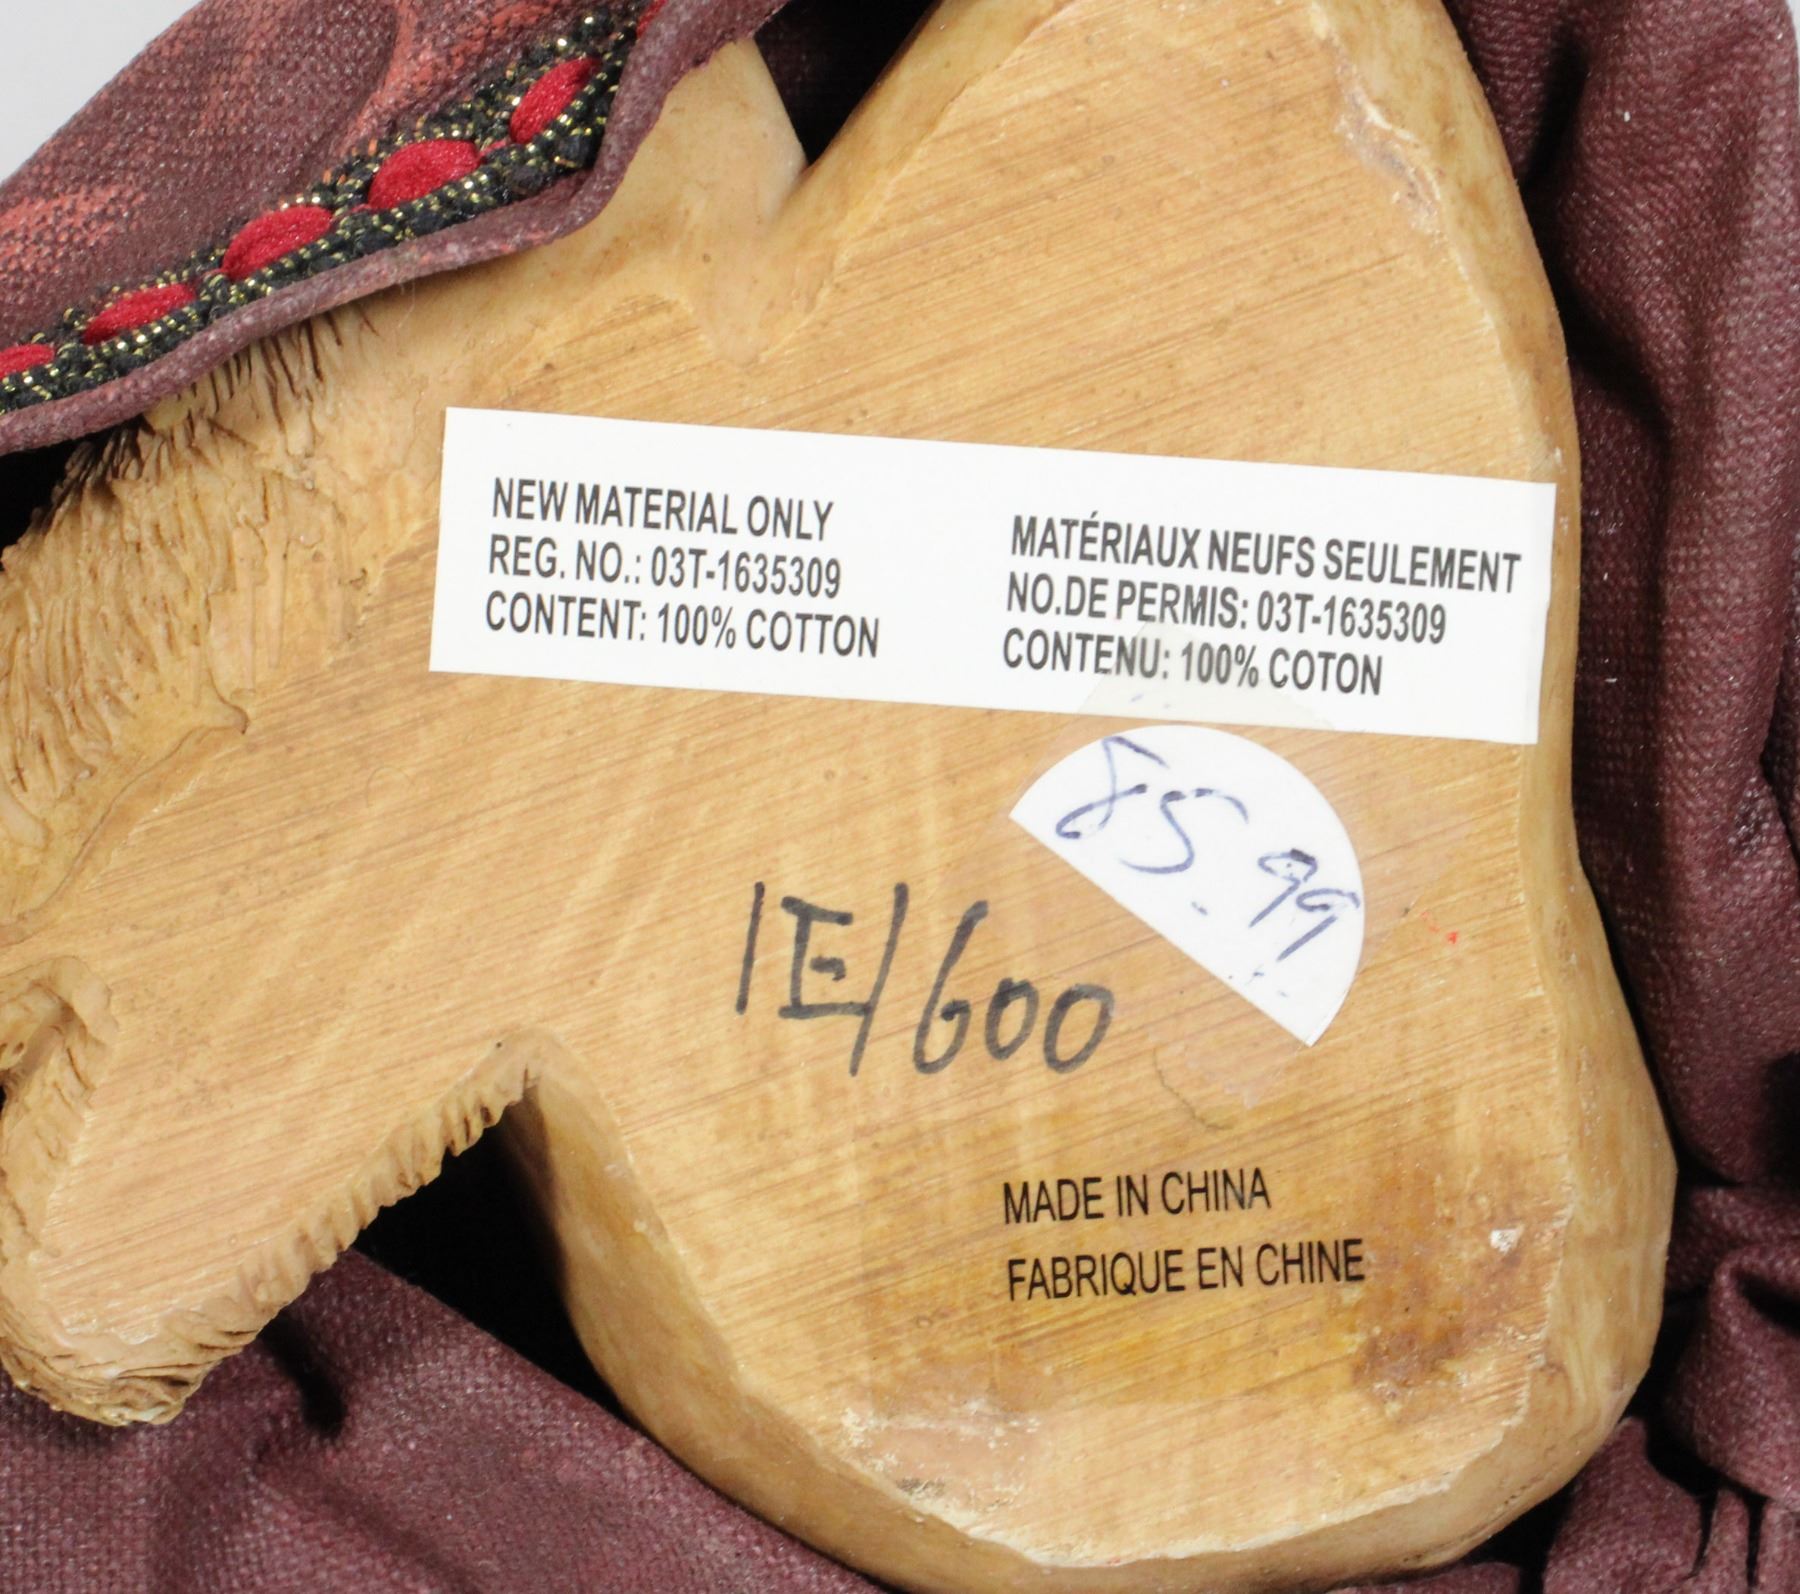 NEW MATERIAL ONLY
REG. NO.: 03T-1635309
CONTENT: 100% COTTON
MATÉRIAUX NEUFS SEULEMENT
NO.DE PERMIS: 03T-1635309
CONTENU: 100% COTON
85.99
1E/600
MADE IN CHINA
FABRIQUE EN CHINE